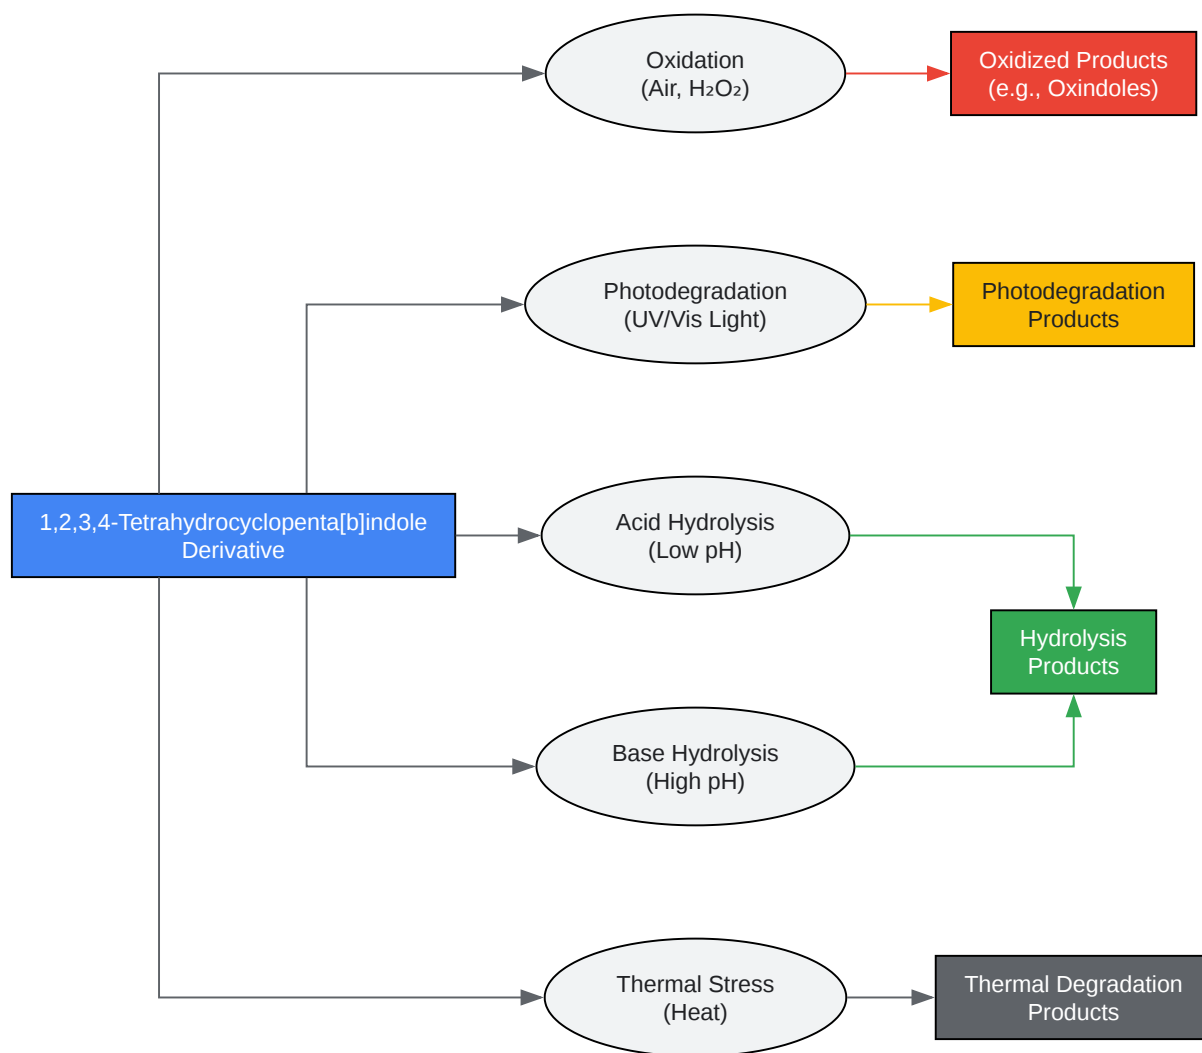 Oxidation
(Air, H₂O₂)
Oxidized Products
(e.g., Oxindoles)
Photodegradation
(UV/Vis Light)
Photodegradation
Products
1,2,3,4-Tetrahydrocyclopenta[b]indole
Derivative
Acid Hydrolysis
(Low pH)
Hydrolysis
Products
Base Hydrolysis
(High pH)
Thermal Stress
(Heat)
Thermal Degradation
Products